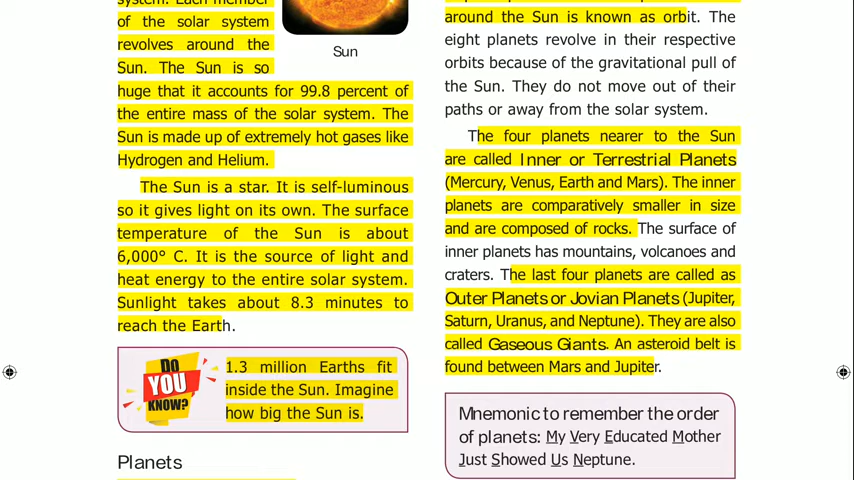 system. Each member
of the solar system
revolves around the
Sun. The Sun is so
huge that it accounts for 99.8 percent of
the entire mass of the solar system. The
Sun is made up of extremely hot gases like
Hydrogen and Helium.
The Sun is a star. It is self-luminous
so it gives light on its own. The surface
temperature of the Sun is about
6,000° C. It is the source of light and
heat energy to the entire solar system.
Sunlight takes about 8.3 minutes to
reach the Earth.
DO
YOU
KNOW?
1.3 million Earths fit
inside the Sun. Imagine
how big the Sun is.
Planets
Sun
around the Sun is known as orbit. The
eight planets revolve in their respective
orbits because of the gravitational pull of
the Sun. They do not move out of their
paths or away from the solar system.
The four planets nearer to the Sun
are called Inner or Terrestrial Planets
(Mercury, Venus, Earth and Mars). The inner
planets are comparatively smaller in size
and are composed of rocks. The surface of
inner planets has mountains, volcanoes and
craters. The last four planets are called as
Outer Planets or Jovian Planets (Jupiter,
Saturn, Uranus, and Neptune). They are also
called Gaseous Giants. An asteroid belt is
found between Mars and Jupiter.
Mnemonic to remember the order
of planets: My Very Educated Mother
Just Showed Us Neptune.